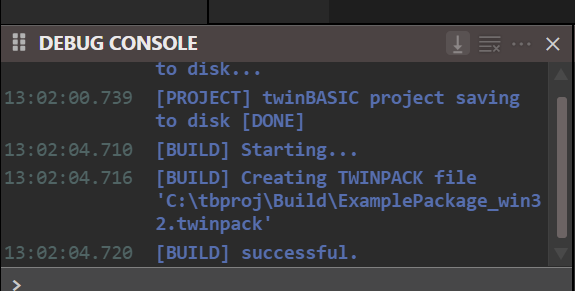 DEBUG CONSOLE
to disk...
13:02:00.739 [PROJECT] twinBASIC project saving
to disk [DONE]
13:02:04.710 [BUILD] Starting...
13:02:04.716 [BUILD] Creating TWINPACK file
'C:\tbproj\Build\ExamplePackage_win3
2.twinpack'
13:02:04.720 [BUILD] successful.
>